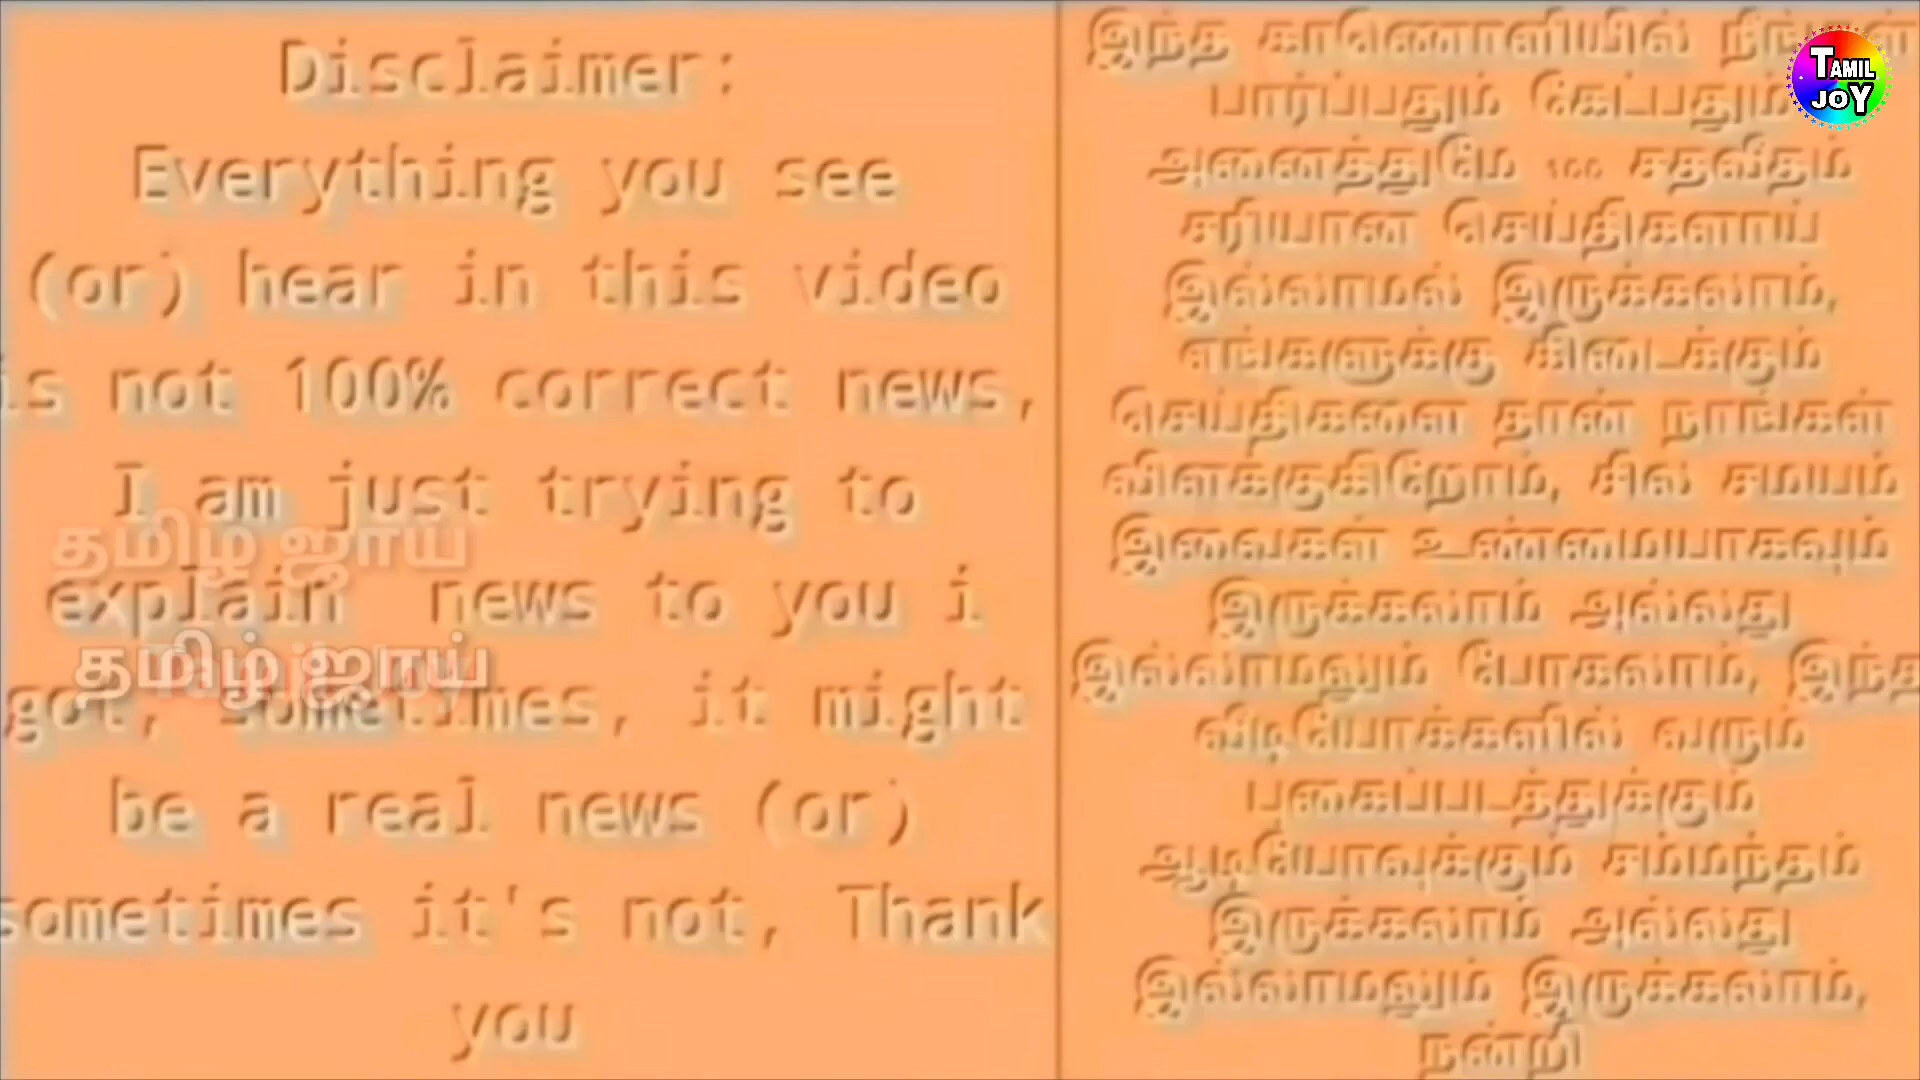 Disclaimer:
Everything you see
(or) hear in this video
is not 100% correct news,
I am just trying to
explain news to you i
got, sometimes, it might
be a real news (or)
sometimes it's not, Thank
you
தமிழ் ஜாய்
தமிழ் ஜாய்
இந்த காணொளியில் நீங்கள்
பார்ப்பதும் கேட்பதும்
அனைத்துமே 100 சதவீதம்
சரியான செய்திகளாய்
இல்லாமல் இருக்கலாம்,
எங்களுக்கு கிடைக்கும்
செய்திகளை தான் நாங்கள்
விளக்குகிறோம், சில சமயம்
இவைகள் உண்மையாகவும்
இருக்கலாம் அல்லது
இல்லாமலும் போகலாம், இந்த
வீடியோக்களில் வரும்
புகைப்படத்துக்கும்
ஆடியோவுக்கும் சம்மந்தம்
இருக்கலாம் அல்லது
இல்லாமலும் இருக்கலாம்,
நன்றி
TAMIL
JOY